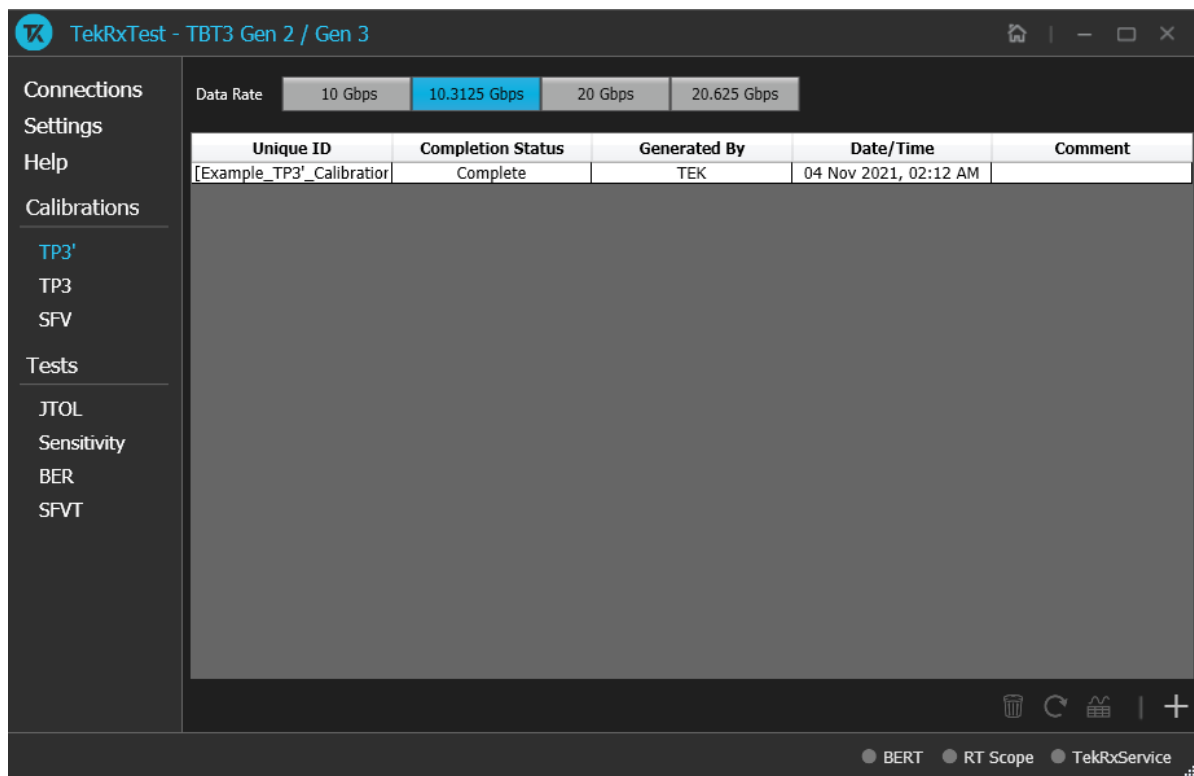 TK TekRxTest - TBT3 Gen 2 / Gen 3
Connections
Settings
Help
Calibrations
TP3'
TP3
SFV
Tests
JTOL
Sensitivity
BER
SFVT
Data Rate 10 Gbps 10.3125 Gbps 20 Gbps 20.625 Gbps
Unique ID Completion Status Generated By Date/Time Comment
[Example_TP3'_Calibration Complete TEK 04 Nov 2021, 02:12 AM
BERT RT Scope TekRxService